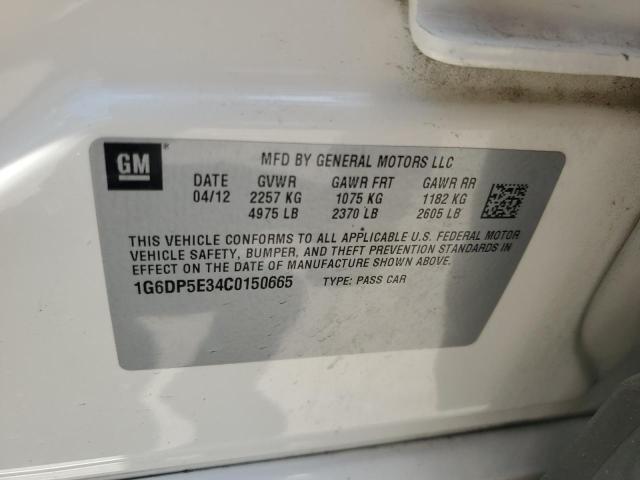 GM
MFD BY GENERAL MOTORS LLC
DATE GVWR GAWR FRT GAWR RR
04/12 2257 KG 1075 KG 1182 KG
4975 LB 2370 LB 2605 LB
THIS VEHICLE CONFORMS TO ALL APPLICABLE U.S. FEDERAL MOTOR
VEHICLE SAFETY, BUMPER, AND THEFT PREVENTION STANDARDS IN
EFFECT ON THE DATE OF MANUFACTURE SHOWN ABOVE.
1G6DP5E34C0150665 TYPE: PASS CAR